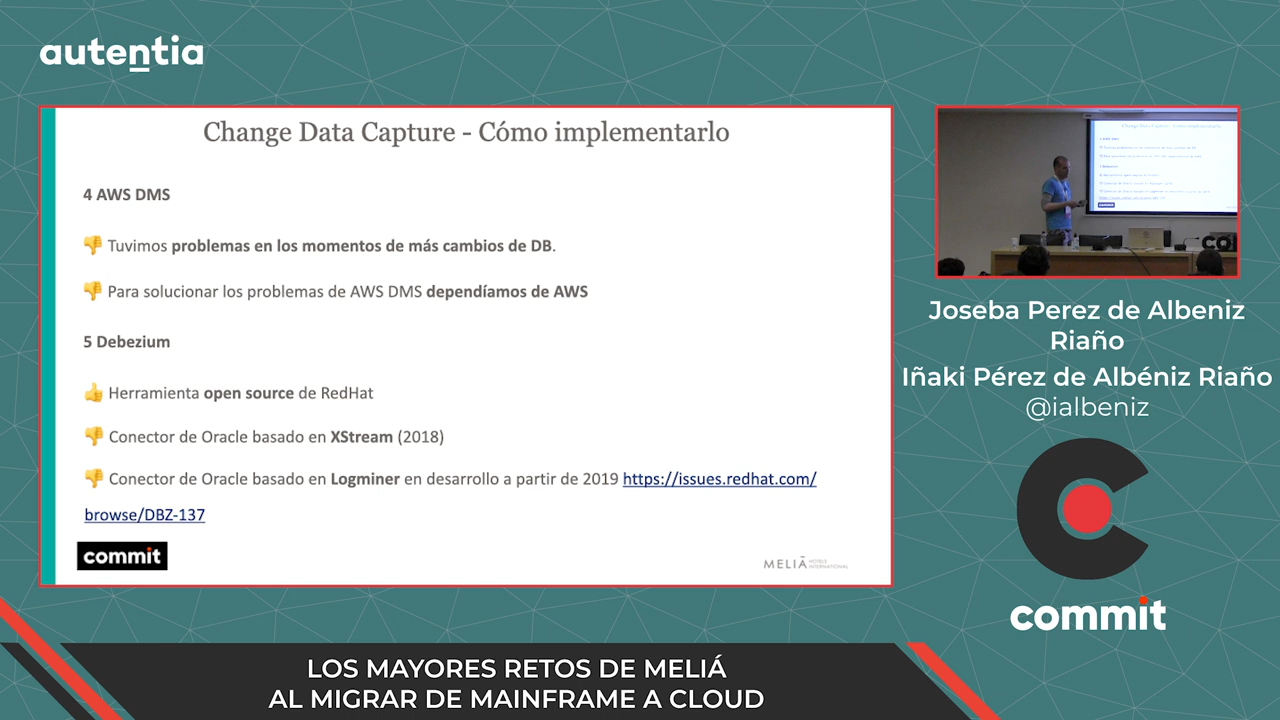 autentia
Change Data Capture - Cómo implementarlo
4 AWS DMS
👎 Tuvimos problemas en los momentos de más cambios de DB.
👎 Para solucionar los problemas de AWS DMS dependíamos de AWS
5 Debezium
👍 Herramienta open source de RedHat
👎 Conector de Oracle basado en XStream (2018)
👎 Conector de Oracle basado en Logminer en desarrollo a partir de 2019 https://issues.redhat.com/
browse/DBZ-137
commit
MELIÁ HOTELS
INTERNATIONAL
Joseba Perez de Albeniz
Riaño
Iñaki Pérez de Albéniz Riaño
@ialbeniz
commit
LOS MAYORES RETOS DE MELIÁ
AL MIGRAR DE MAINFRAME A CLOUD